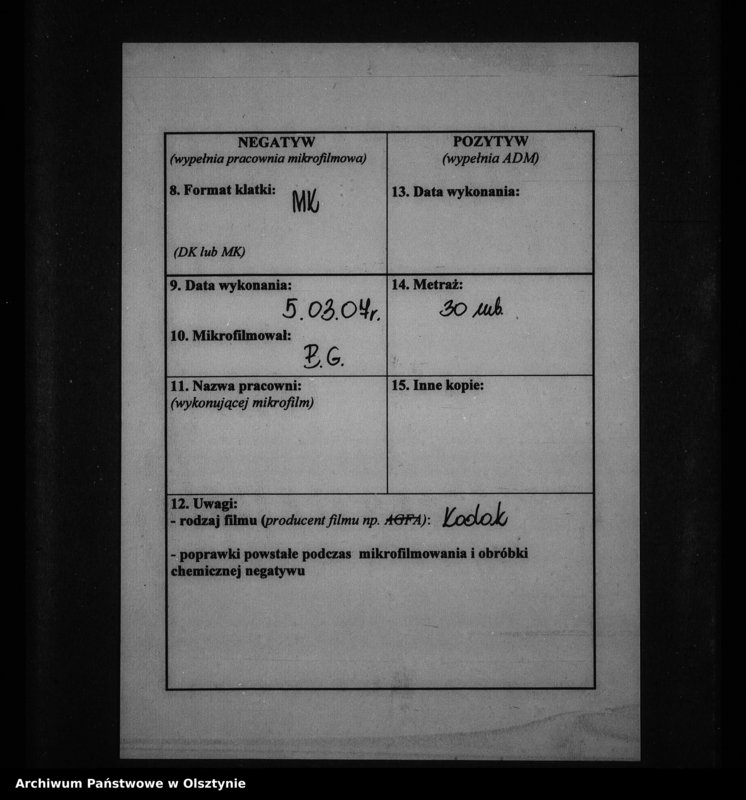 NEGATYW
(wypełnia pracownia mikrofilmowa)
8. Format klatki: MK
(DK lub MK)
9. Data wykonania:
5.03.04r.
10. Mikrofilmował:
B.G.
11. Nazwa pracowni:
(wykonującej mikrofilm)
POZYTYW
(wypełnia ADM)
13. Data wykonania:
14. Metraż:
30 mb.
15. Inne kopie:
12. Uwagi:
- rodzaj filmu (producent filmu np. AGFA): Kodak
- poprawki powstałe podczas mikrofilmowania i obróbki
chemicznej negatywu
Archiwum Państwowe w Olsztynie